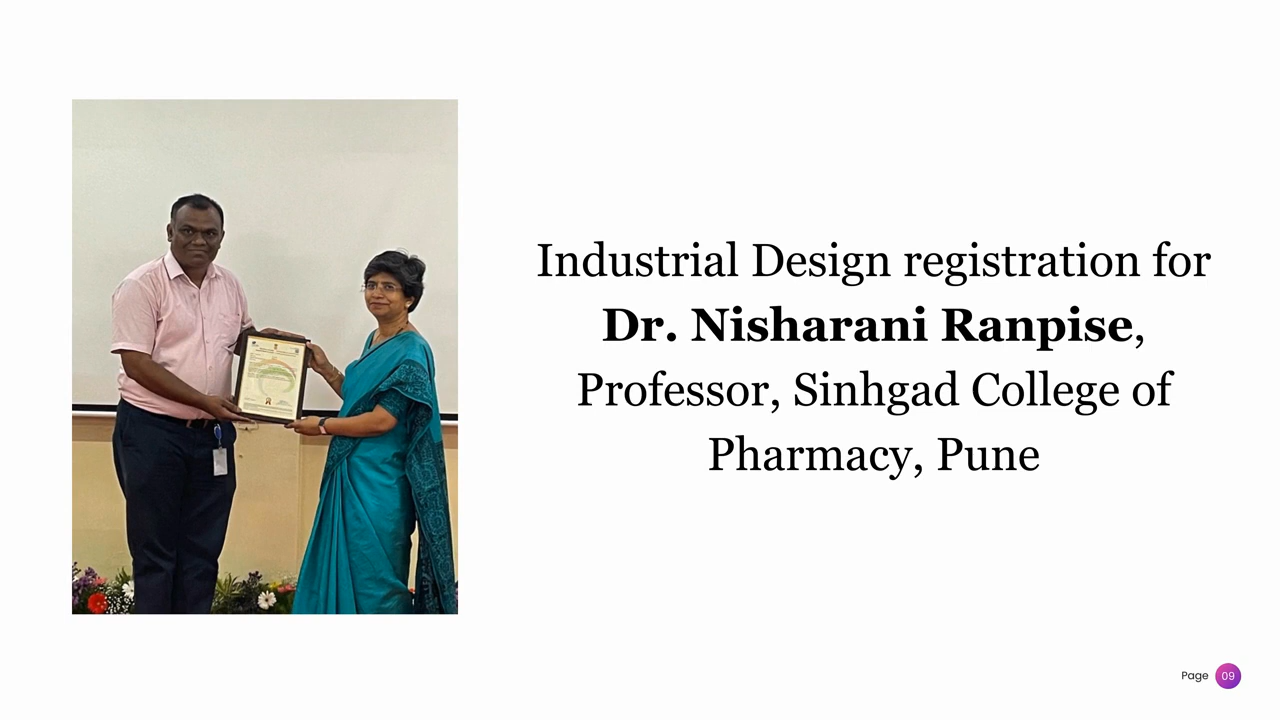 Industrial Design registration for
Dr. Nisharani Ranpise,
Professor, Sinhgad College of
Pharmacy, Pune
Page 09